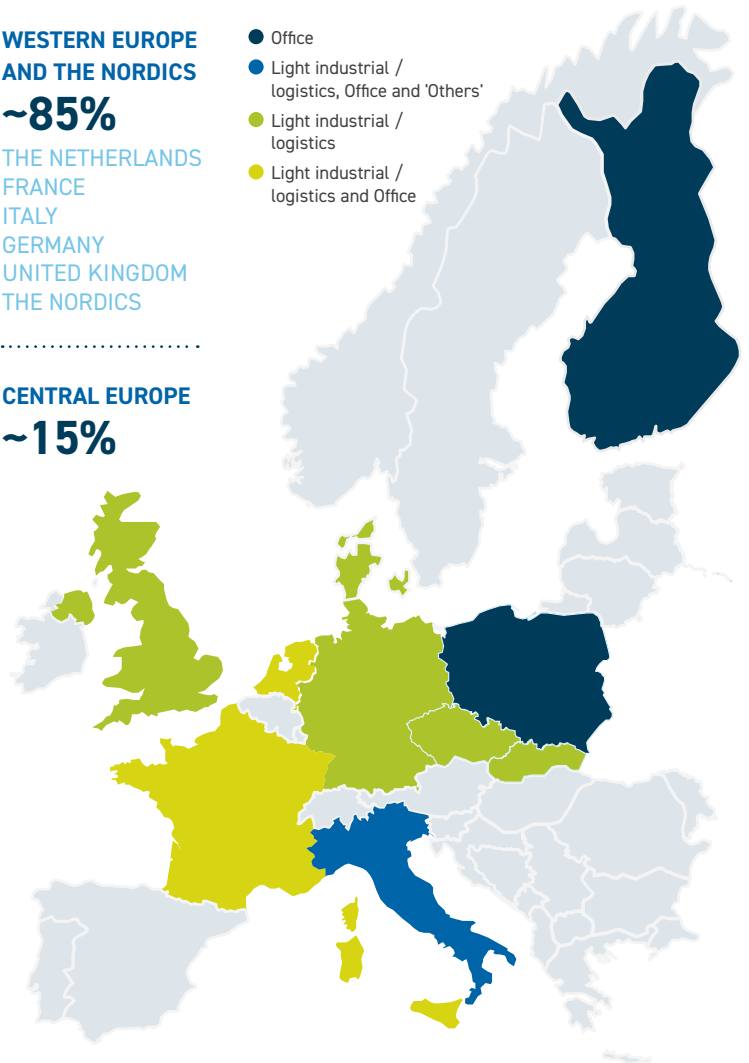 WESTERN EUROPE
AND THE NORDICS
~85%
THE NETHERLANDS
FRANCE
ITALY
GERMANY
UNITED KINGDOM
THE NORDICS
CENTRAL EUROPE
~15%
Office
Light industrial /
logistics, Office and 'Others'
Light industrial /
logistics
Light industrial /
logistics and Office